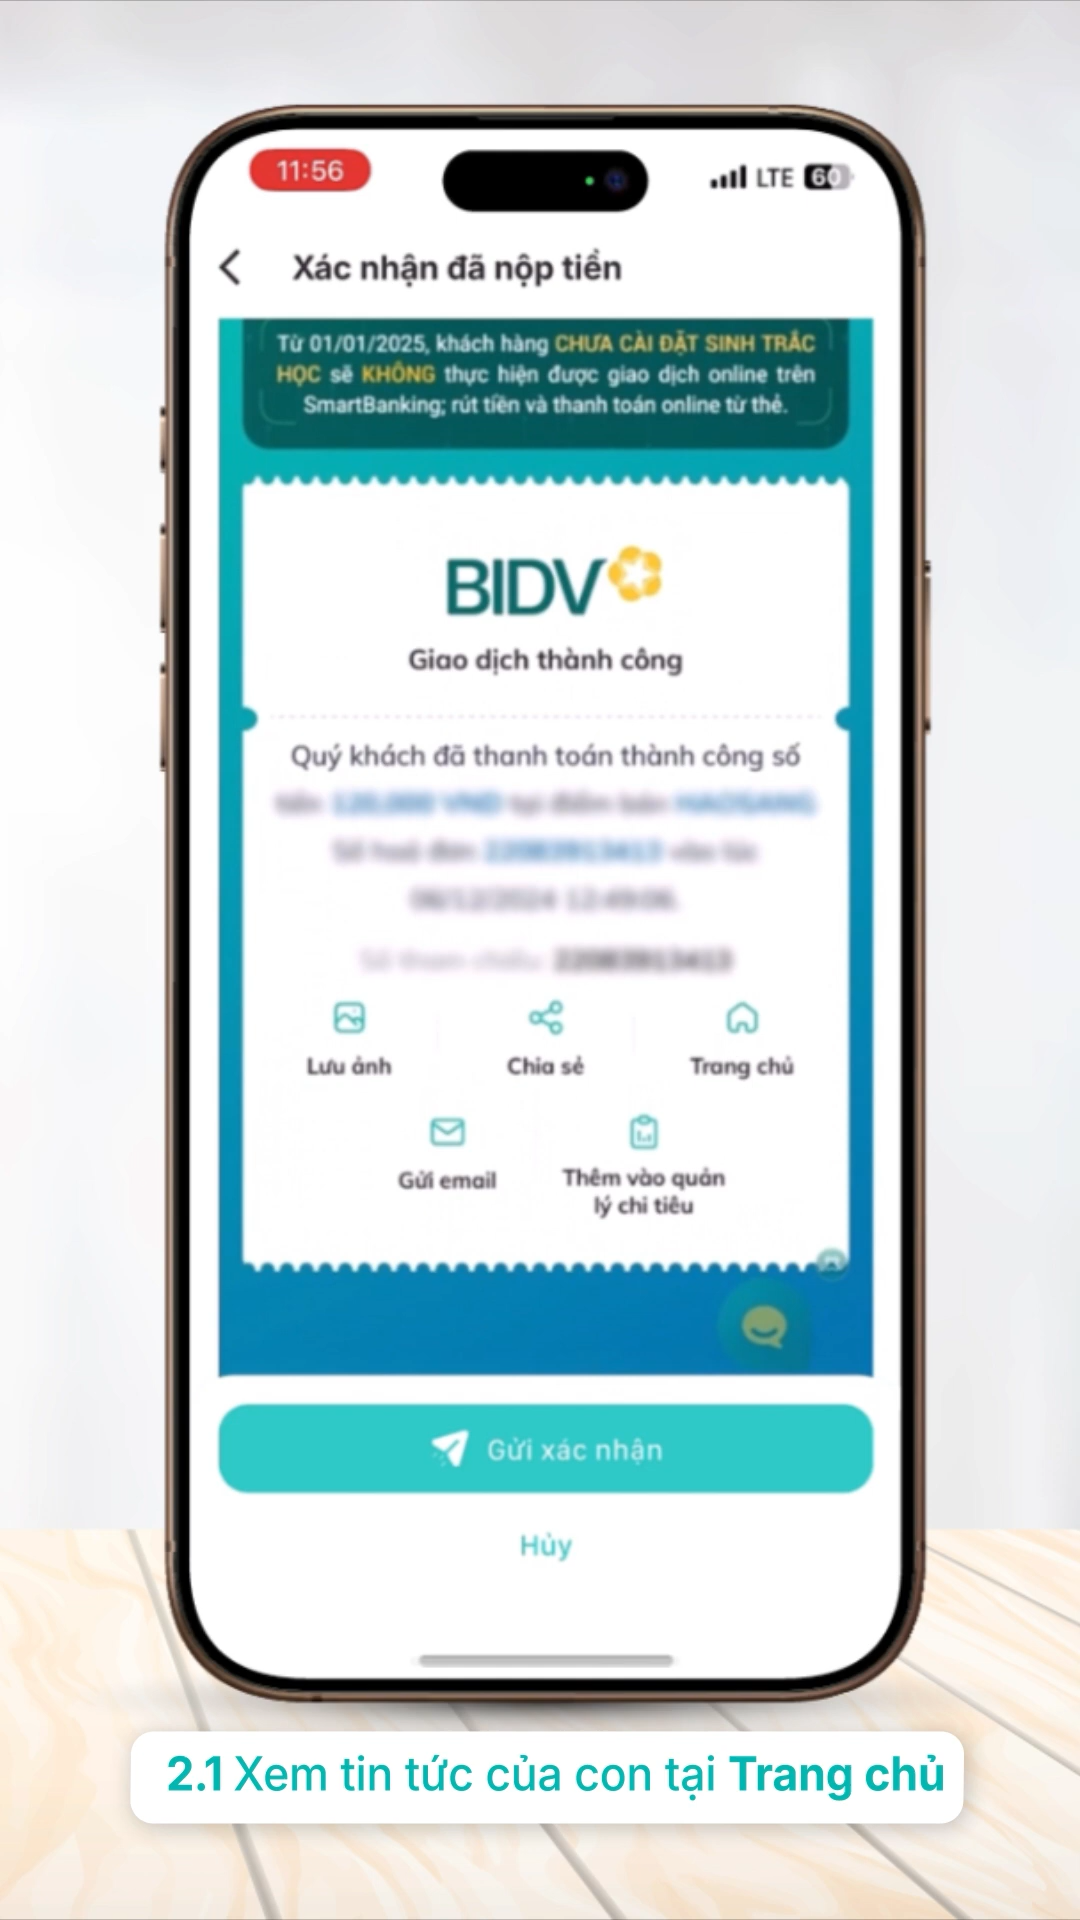 11:56
LTE 60
Xác nhận đã nộp tiền
Từ 01/01/2025, khách hàng CHƯA CÀI ĐẶT SINH TRẮC
HỌC sẽ KHÔNG thực hiện được giao dịch online trên
SmartBanking; rút tiền và thanh toán online từ thẻ.
BIDV
Giao dịch thành công
Quý khách đã thanh toán thành công số
Lưu ảnh
Chia sẻ
Trang chủ
Gửi email
Thêm vào quản
lý chi tiêu
Gửi xác nhận
Hủy
2.1 Xem tin tức của con tại Trang chủ